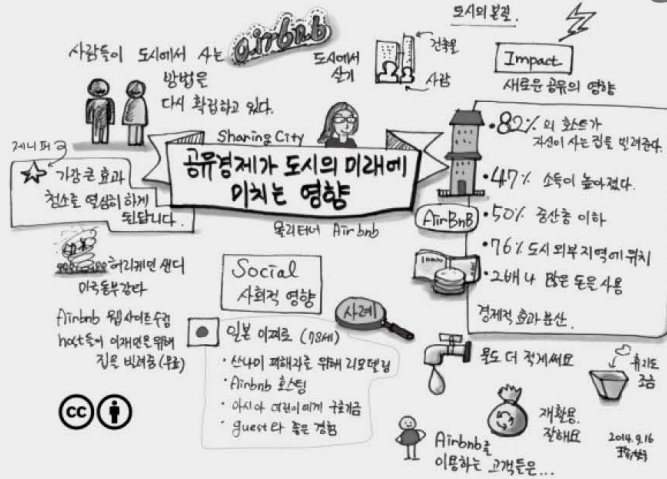 도시의 본질.
사람들이 도시에서 사는
방법을
다시 확립하고 있다.
airbnb
도시에서
살기
건축물
사람
Impact
새로운 공유의 영향
Sharing City
공유경제가 도시의 미래에
미치는 영향
몰리터너 Airbnb
제니퍼
가장 큰 효과
청소를 열심히 하게
된답니다.
허리케인 샌디
미국동부강타
Airbnb 웹사이트수정
host들이 이재민을 위해
집을 빌려줌 (무료)
·82%의 호스트가
자신이 사는 집을 빌려준다.
·47% 소득이 높아졌다.
AirBnB
·50% 중산층 이하
·76% 도시 외부지역에 위치
·2배나 많은 돈을 사용
경제적 효과 분산.
Social
사회적 영향
사례
일본 (78세)
· 쓰나미 피해자를 위해 리모델링
· Airbnb 호스팅
· 아시아 어린이에게 구호기금
· guest와 좋은 경험
물도 더 적게써요
휴지도
조금
재활용.
잘해요
Airbnb를
이용하는 고객들은...
2014.9.16
cc